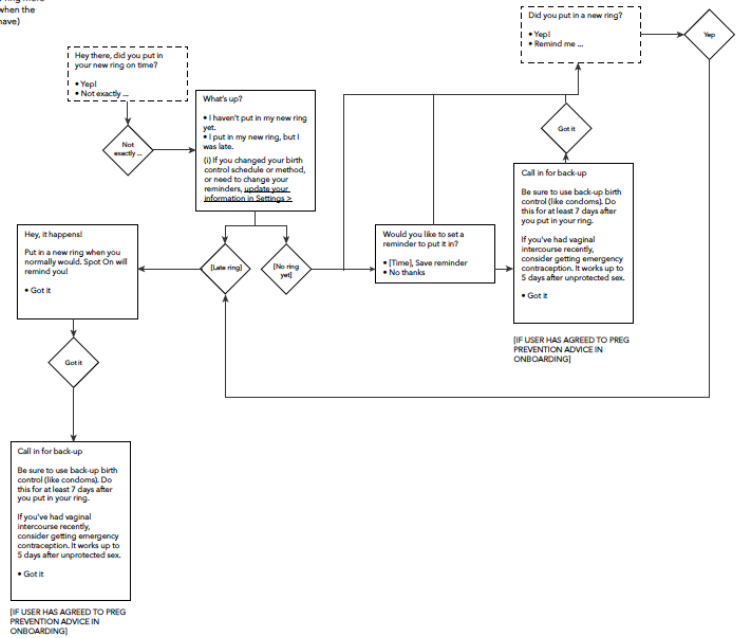 when the
have)
Hey there, did you put in
your new ring on time?
• Yep!
• Not exactly ...
Not
exactly ...
What's up?
• I haven't put in my new ring
yet.
• I put in my new ring, but I
was late.
(i) If you changed your birth
control schedule or method,
or need to change your
reminders, update your
information in Settings >
Did you put in a new ring?
• Yep!
• Remind me ...
Yep
Got it
Call in for back-up
Be sure to use back-up birth
control (like condoms). Do
this for at least 7 days after
you put in your ring.
If you've had vaginal
intercourse recently,
consider getting emergency
contraception. It works up to
5 days after unprotected sex.
• Got it
[IF USER HAS AGREED TO PREG
PREVENTION ADVICE IN
ONBOARDING]
Would you like to set a
reminder to put it in?
• [Time], Save reminder
• No thanks
[Late ring]
[No ring
yet]
Hey, it happens!
Put in a new ring when you
normally would. Spot On will
remind you!
• Got it
Got it
Call in for back-up
Be sure to use back-up birth
control (like condoms). Do
this for at least 7 days after
you put in your ring.
If you've had vaginal
intercourse recently,
consider getting emergency
contraception. It works up to
5 days after unprotected sex.
• Got it
[IF USER HAS AGREED TO PREG
PREVENTION ADVICE IN
ONBOARDING]